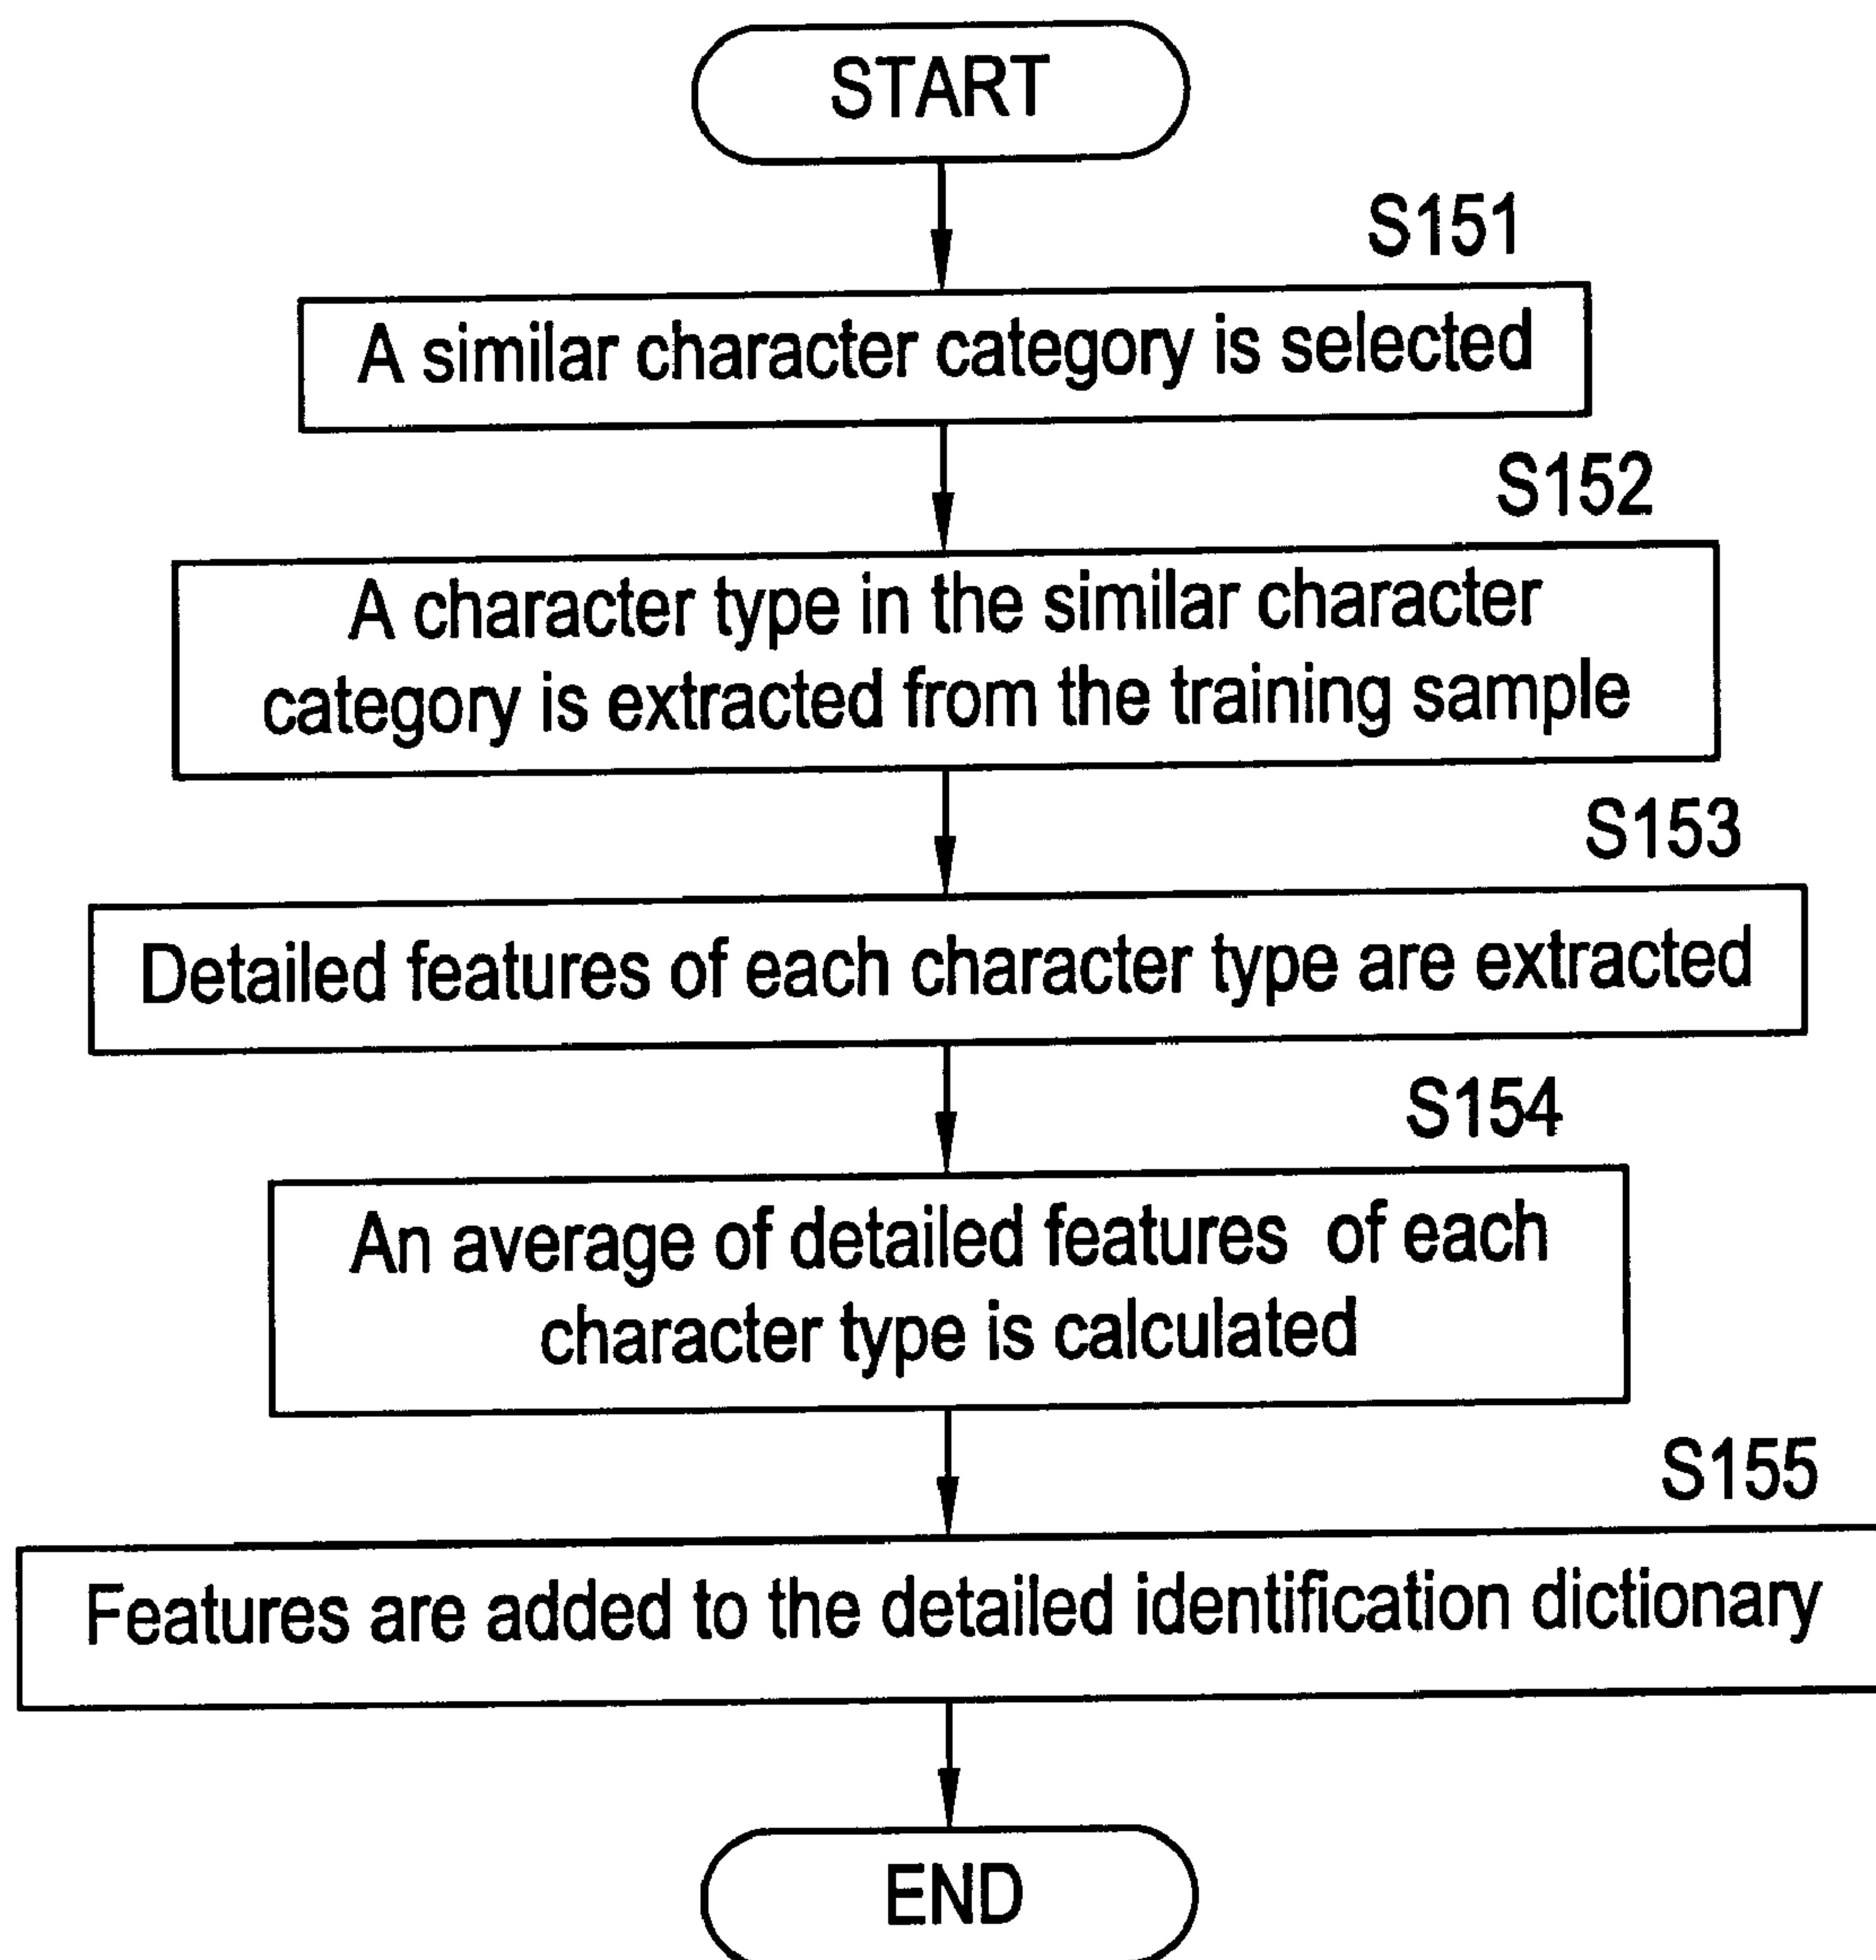 START
S151
A similar character category is selected
S152
A character type in the similar character
category is extracted from the training sample
S153
Detailed features of each character type are extracted
S154
An average of detailed features of each
character type is calculated
S155
Features are added to the detailed identification dictionary
END